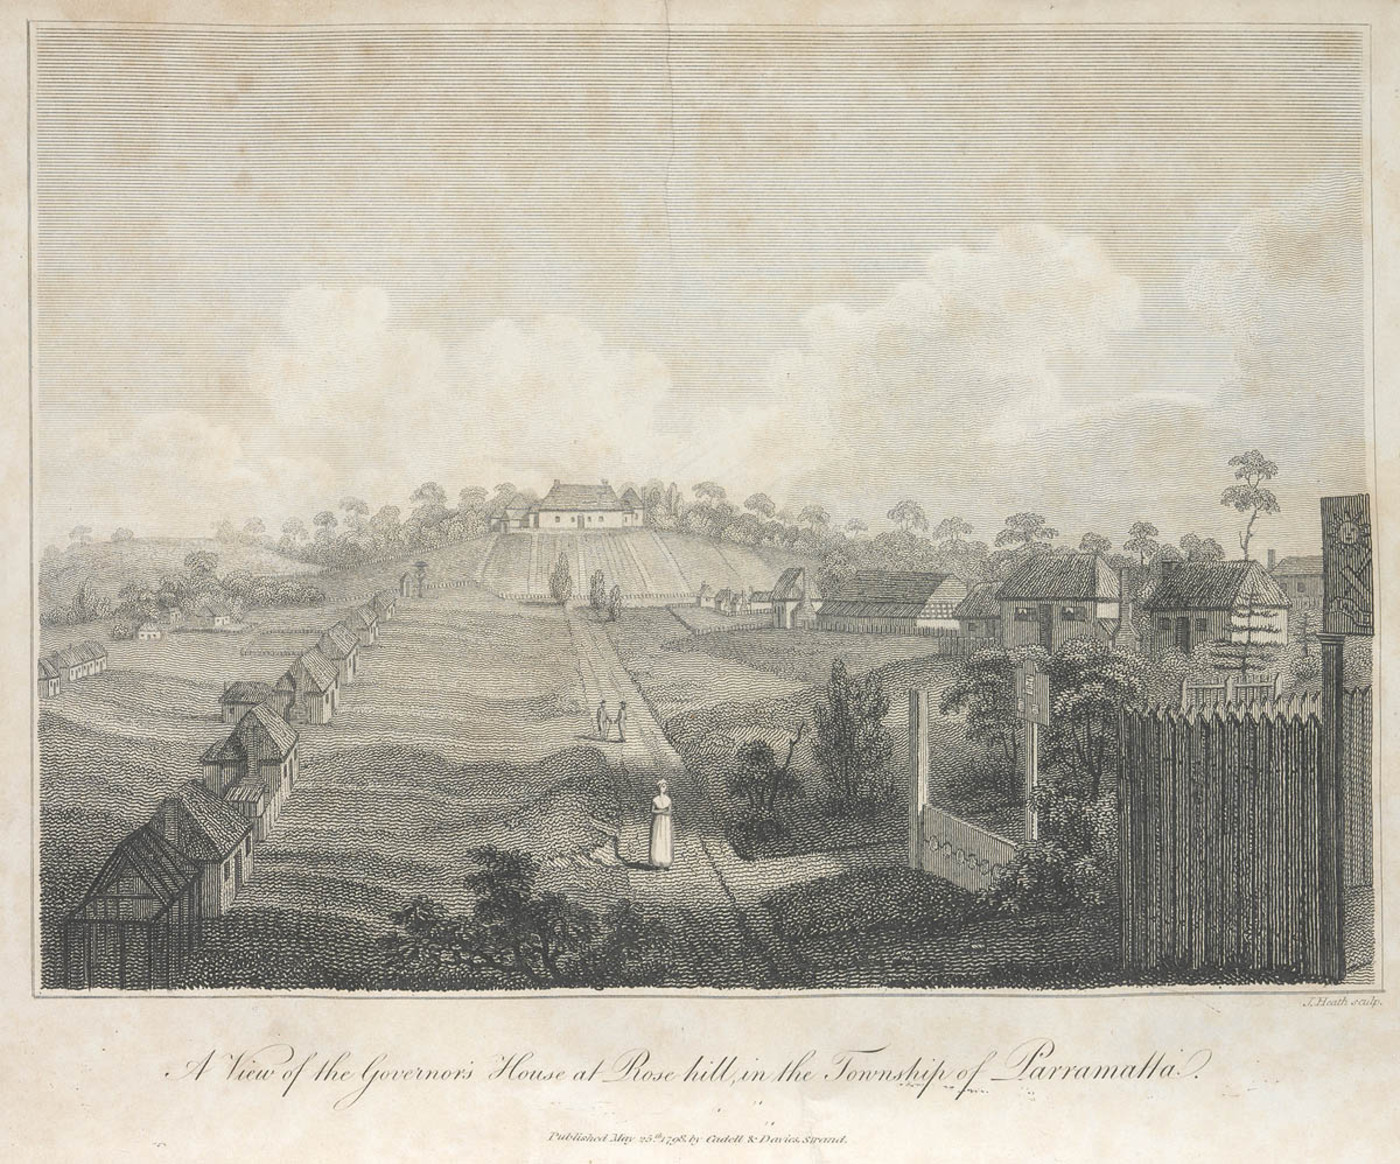 J. Heath sculp.
A View of the Governor's House at Rose hill, in the Township of Parramatta.
Published May 25th 1798, by Cadell & Davies, Strand.